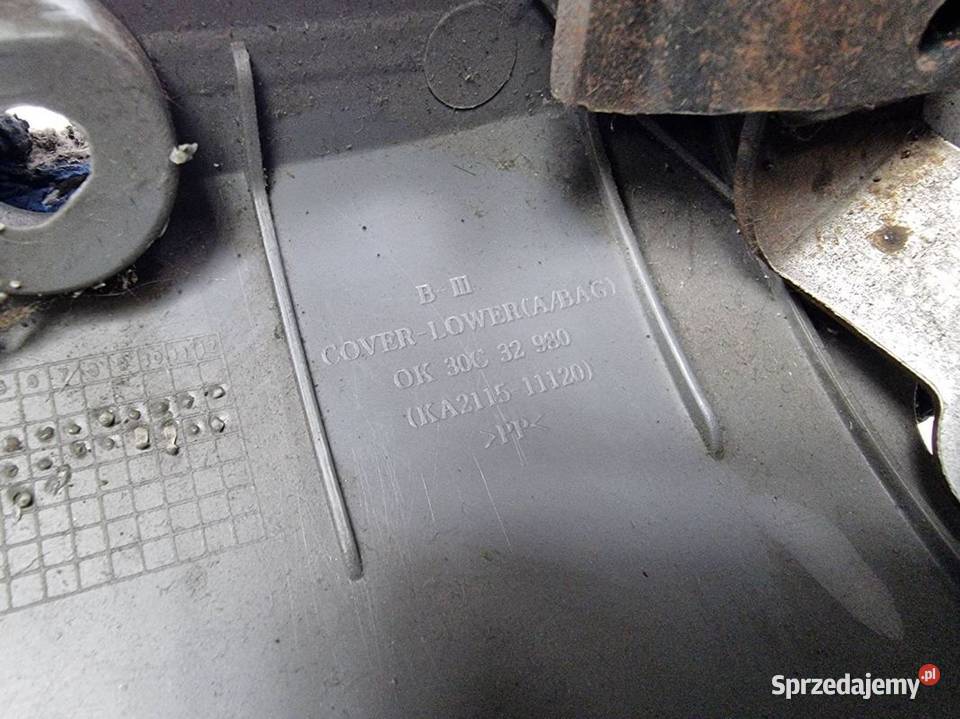 B-III
COVER-LOWER(A/BAG)
OK 30C 32 980
(KA2115 11120)
>PP<
Sprzedajemy.pl